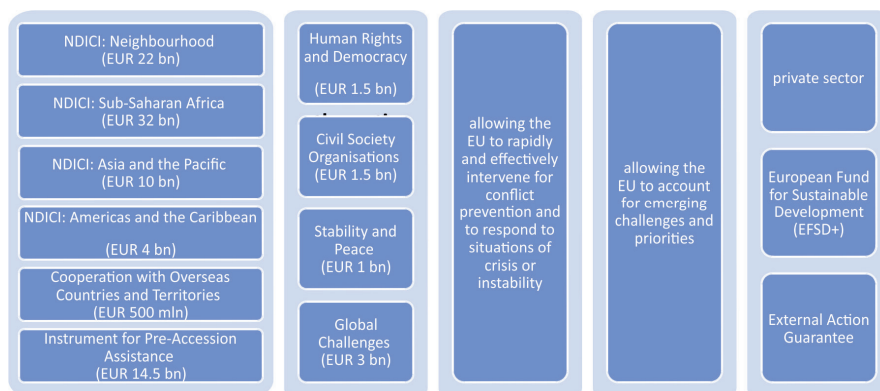 NDICI: Neighbourhood
(EUR 22 bn)
NDICI: Sub-Saharan Africa
(EUR 32 bn)
NDICI: Asia and the Pacific
(EUR 10 bn)
NDICI: Americas and the Caribbean
(EUR 4 bn)
Cooperation with Overseas
Countries and Territories
(EUR 500 mln)
Instrument for Pre-Accession
Assistance
(EUR 14.5 bn)
Human Rights
and Democracy
(EUR 1.5 bn)
Civil Society
Organisations
(EUR 1.5 bn)
Stability and
Peace
(EUR 1 bn)
Global
Challenges
(EUR 3 bn)
allowing the
EU to rapidly
and effectively
intervene for
conflict
prevention and
to respond to
situations of
crisis or
instability
allowing the
EU to account
for emerging
challenges and
priorities
private sector
European Fund
for Sustainable
Development
(EFSD+)
External Action
Guarantee